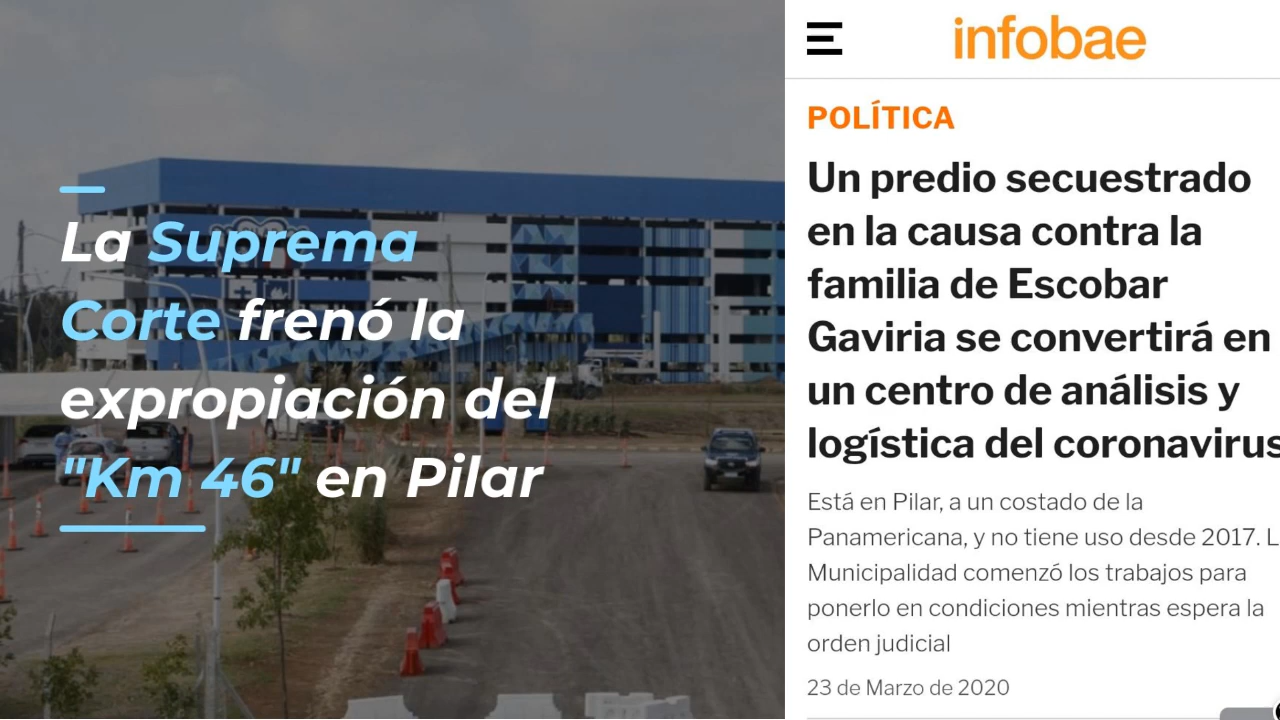 La Suprema
Corte frenó la
expropiación del
"Km 46" en Pilar
infobae
POLÍTICA
Un predio secuestrado
en la causa contra la
familia de Escobar
Gaviria se convertirá en
un centro de análisis y
logística del coronavirus
Está en Pilar, a un costado de la
Panamericana, y no tiene uso desde 2017. L
Municipalidad comenzó los trabajos para
ponerlo en condiciones mientras espera la
orden judicial
23 de Marzo de 2020